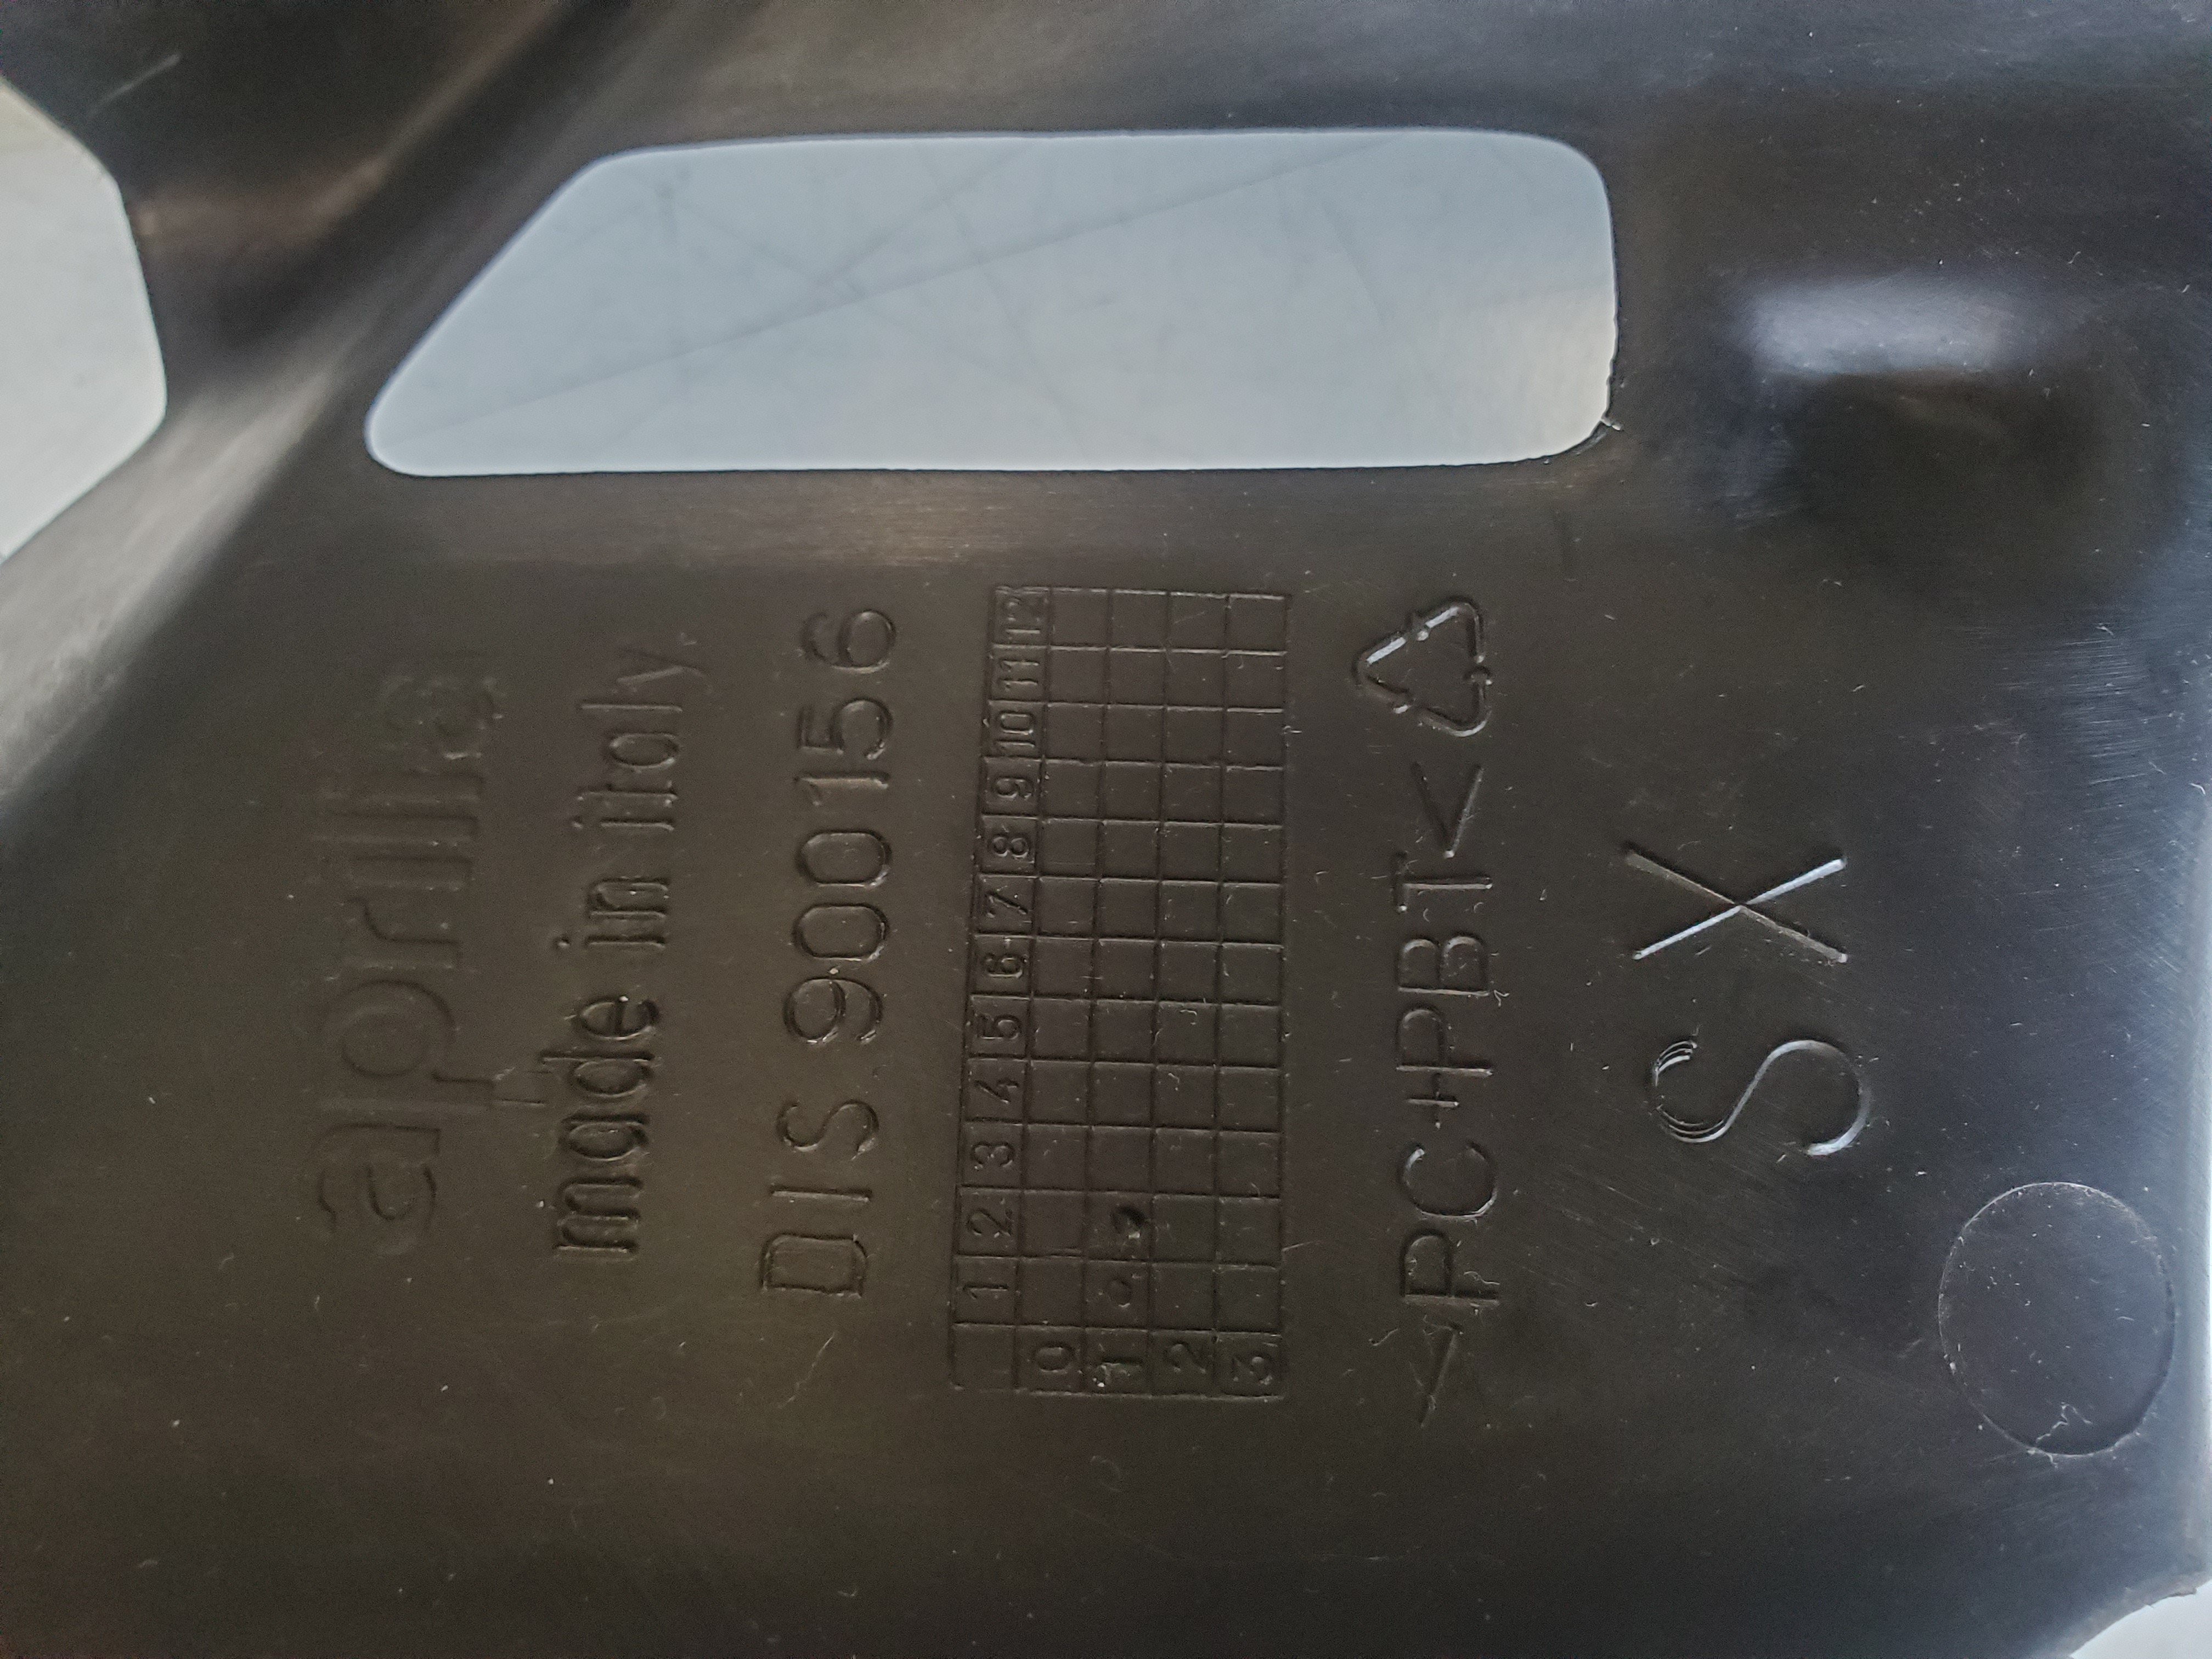 aprilia
made in italy
DIS 900156
1 2 3 4 5 6 7 8 9 10 11 12
0
1
2
3
>PC+PBT<
SX